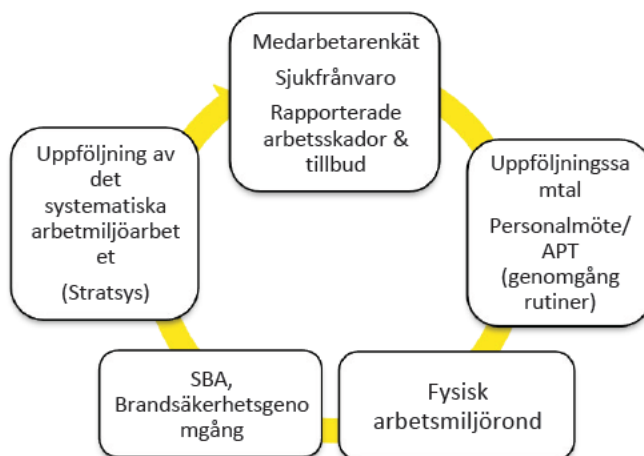 Medarbetarenkät
Sjukfrånvaro
Rapporterade
arbetsskador &
tillbud
Uppföljningssa
mtal
Personalmöte/
APT
(genomgång
rutiner)
Fysisk
arbetsmiljörond
SBA,
Brandsäkerhetsgeno
mgång
Uppföljning av
det
systematiska
arbetmiljöarbet
et
(Stratsys)